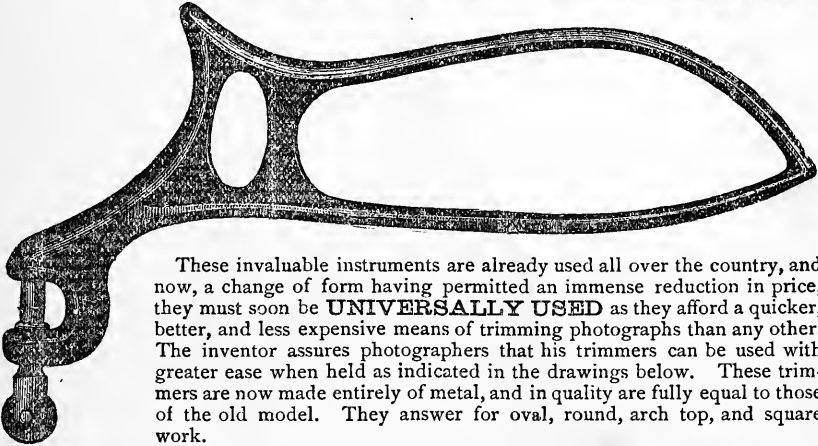 These invaluable instruments are already used all over the country, and
now, a change of form having permitted an immense reduction in price,
they must soon be UNIVERSALLY USED as they afford a quicker,
better, and less expensive means of trimming photographs than any other
The inventor assures photographers that his trimmers can be used with
greater ease when held as indicated in the drawings below. These trim-
mers are now made entirely of metal, and in quality are fully equal to those
of the old model. They answer for oval, round, arch top, and square
work.